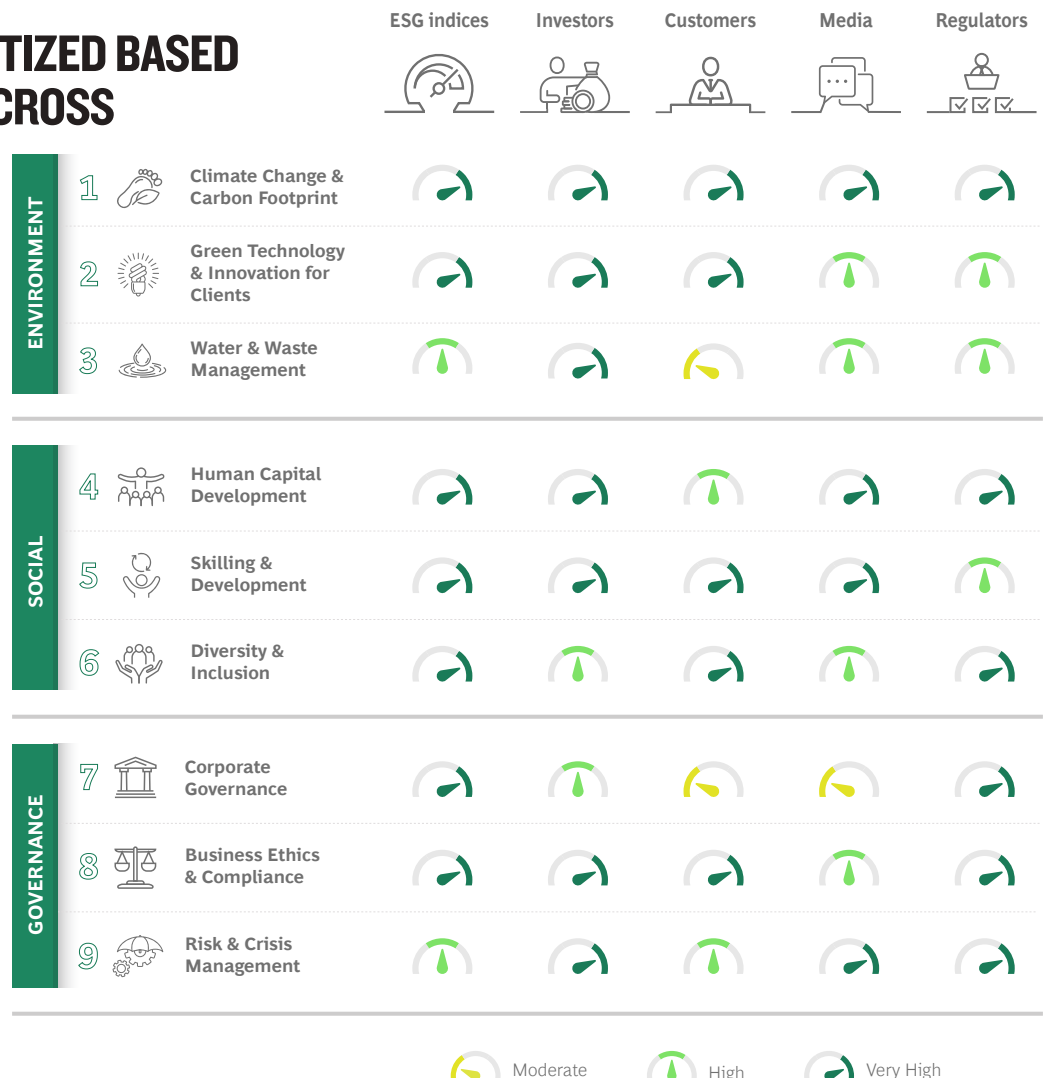 ESG indices Investors Customers Media Regulators
TIZED BASED
CROSS
ENVIRONMENT
1 Climate Change &
Carbon Footprint
2 Green Technology
& Innovation for
Clients
3 Water & Waste
Management
SOCIAL
4 Human Capital
Development
5 Skilling &
Development
6 Diversity &
Inclusion
GOVERNANCE
7 Corporate
Governance
8 Business Ethics
& Compliance
9 Risk & Crisis
Management
Moderate High Very High